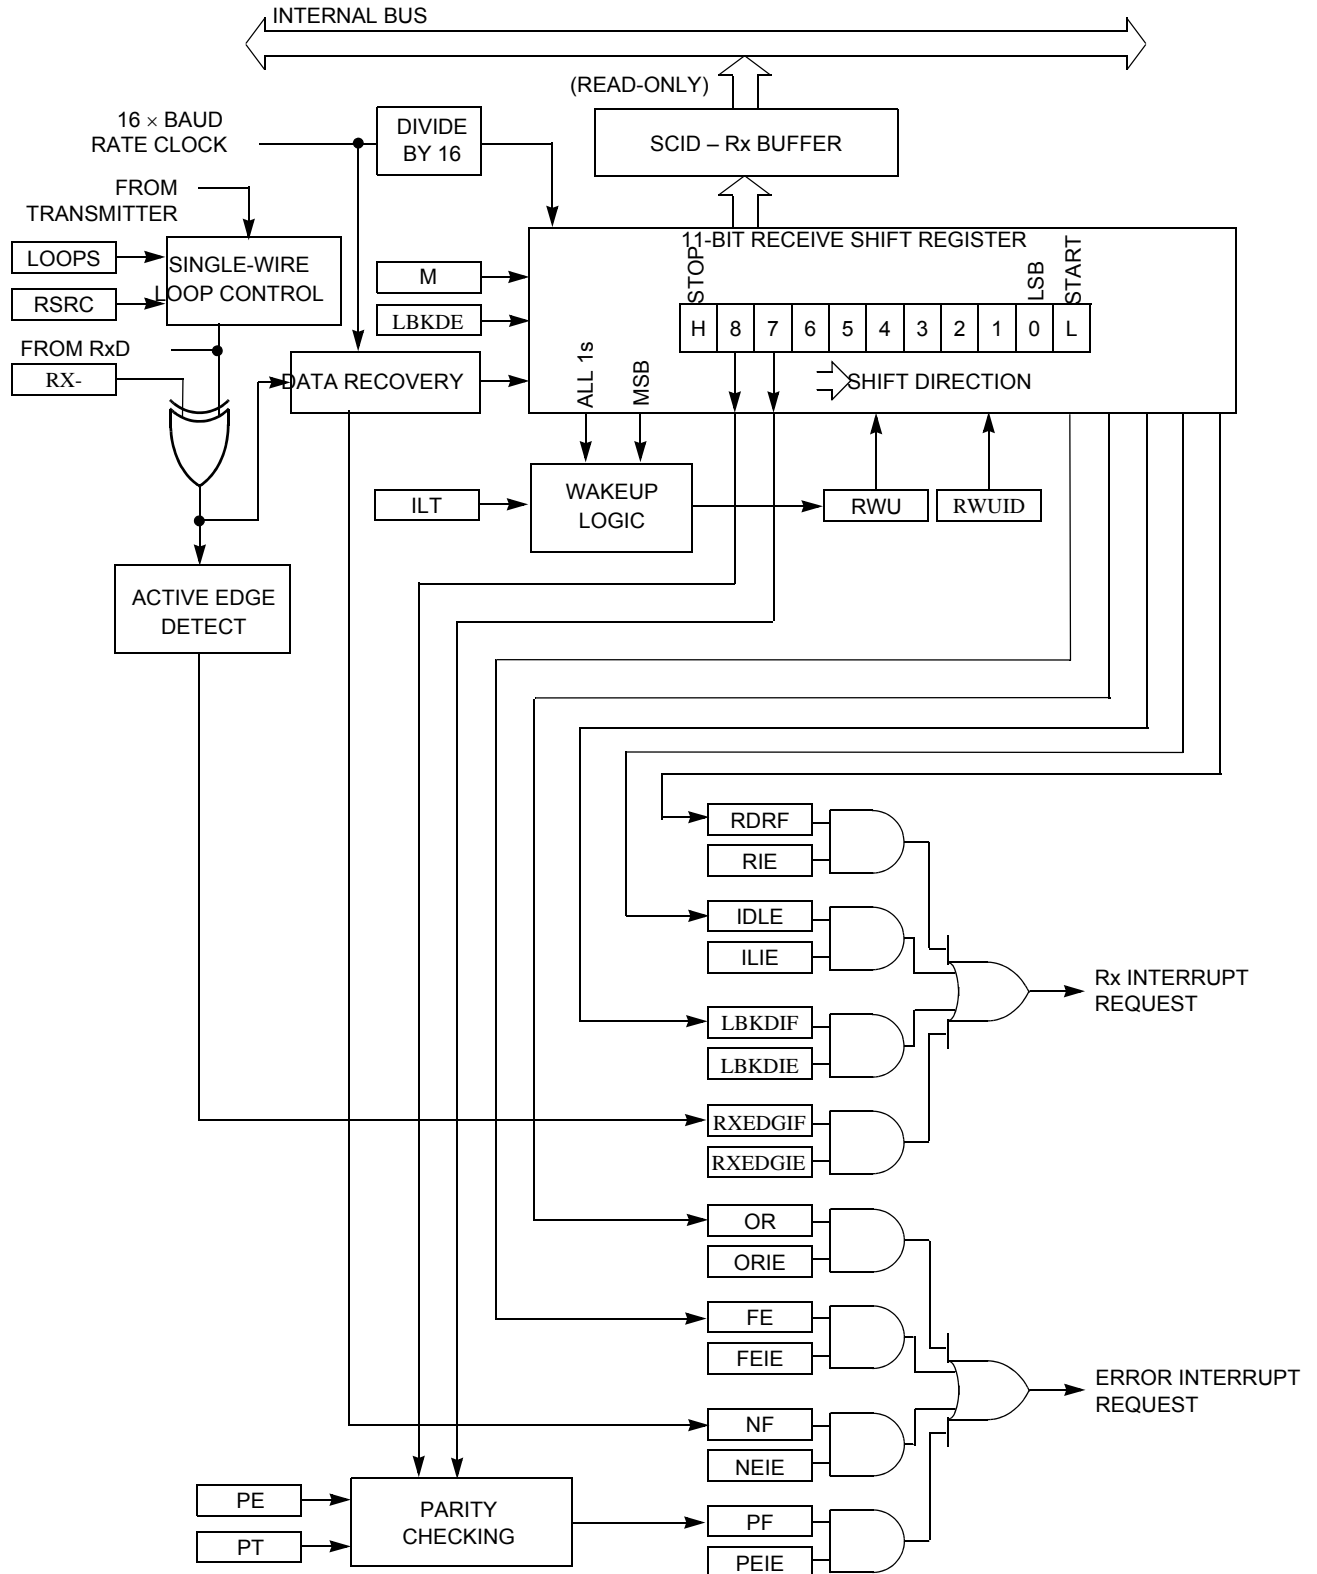 INTERNAL BUS
(READ-ONLY)
16 × BAUD
RATE CLOCK
DIVIDE
BY 16
SCID – Rx BUFFER
FROM
TRANSMITTER
LOOPS
RSRC
SINGLE-WIRE
LOOP CONTROL
M
LBKDE
11-BIT RECEIVE SHIFT REGISTER
STOP
LSB
START
H 8 7 6 5 4 3 2 1 0 L
FROM RxD
RX-
DATA RECOVERY
ALL 1s
MSB
SHIFT DIRECTION
ILT
WAKEUP
LOGIC
RWU
RWUID
ACTIVE EDGE
DETECT
RDRF
RIE
IDLE
ILIE
LBKDIF
LBKDIE
RXEDGIF
RXEDGIE
Rx INTERRUPT
REQUEST
OR
ORIE
FE
FEIE
NF
NEIE
PF
PEIE
ERROR INTERRUPT
REQUEST
PE
PT
PARITY
CHECKING